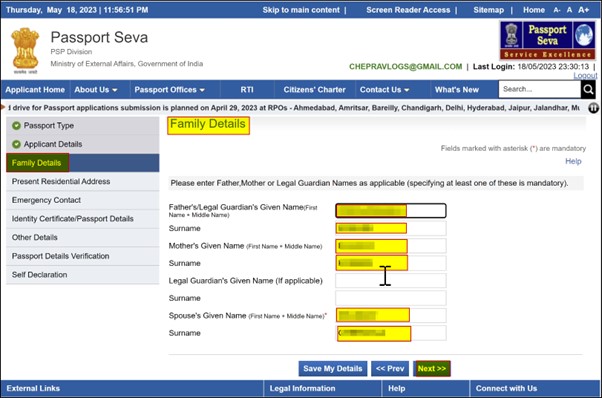 Thursday, May 18, 2023 | 11:56:51 PM
Skip to main content |
Screen Reader Access |
Sitemap |
Home
A- A A+
Passport Seva
PSP Division
Ministry of External Affairs, Government of India
Passport
Seva
Service Excellence
CHEPRAVLOGS@GMAIL.COM | Last Login: 18/05/2023 23:30:13 |
Logout
Applicant Home
About Us
Passport Offices
RTI
Citizens' Charter
Contact Us
What's New
Search...
l drive for Passport applications submission is planned on April 29, 2023 at RPOs - Ahmedabad, Amritsar, Bareilly, Chandigarh, Delhi, Hyderabad, Jaipur, Jalandhar, Mu
Passport Type
Applicant Details
Family Details
Present Residential Address
Emergency Contact
Identity Certificate/Passport Details
Other Details
Passport Details Verification
Self Declaration
Family Details
Fields marked with asterisk (*) are mandatory
Help
Please enter Father,Mother or Legal Guardian Names as applicable (specifying at least one of these is mandatory).
Father's/Legal Guardian's Given Name(First
Name + Middle Name)
Surname
Mother's Given Name (First Name + Middle Name)
Surname
Legal Guardian's Given Name (If applicable)
Surname
Spouse's Given Name (First Name + Middle Name)*
Surname
Save My Details
<< Prev
Next >>
External Links
Legal Information
Help
Connect with Us